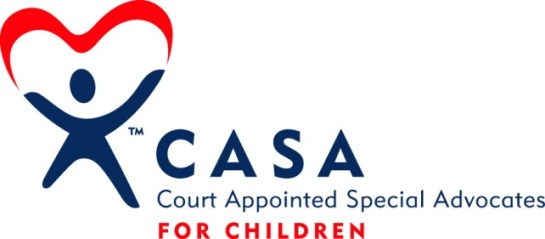 ™ CASA
Court Appointed Special Advocates
FOR CHILDREN